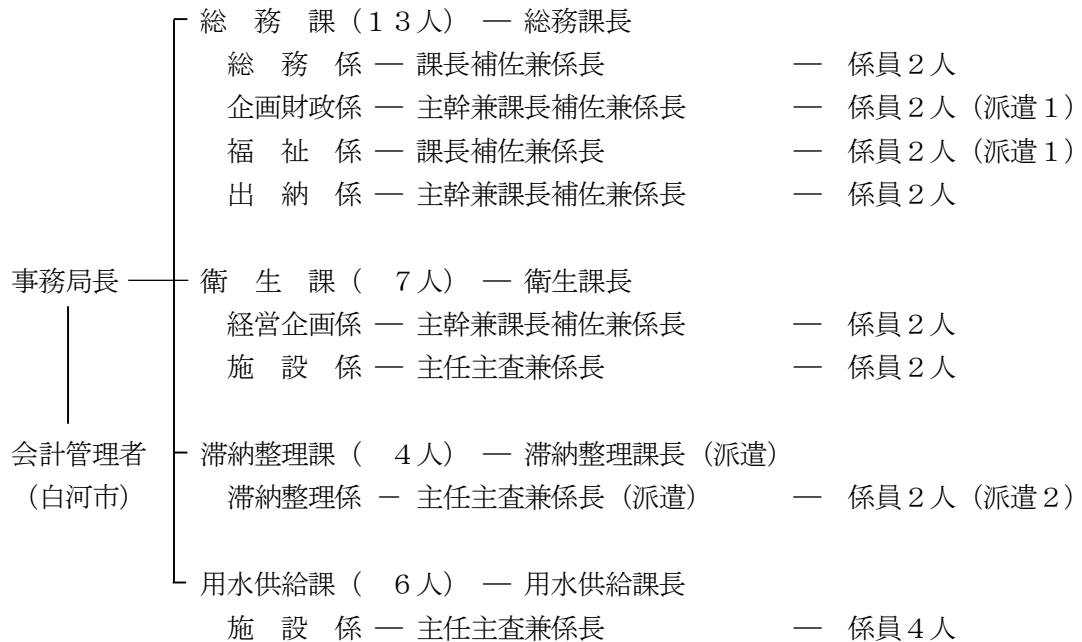 総　務　課（１３人）　― 総務課長
総　務　係 ― 課長補佐兼係長　―　係員２人
企画財政係 ― 主幹兼課長補佐兼係長　―　係員２人（派遣１）
福　祉　係 ― 課長補佐兼係長　―　係員２人（派遣１）
出　納　係 ― 主幹兼課長補佐兼係長　―　係員２人
事務局長　衛　生　課（　７人）　― 衛生課長
経営企画係 ― 主幹兼課長補佐兼係長　―　係員２人
施　設　係 ― 主任主査兼係長　―　係員２人
会計管理者　滞納整理課（　４人）　― 滞納整理課長（派遣）
（白河市）　滞納整理係 － 主任主査兼係長（派遣）　―　係員２人（派遣２）
用水供給課（　６人）　― 用水供給課長
施　設　係 ― 主任主査兼係長　―　係員４人